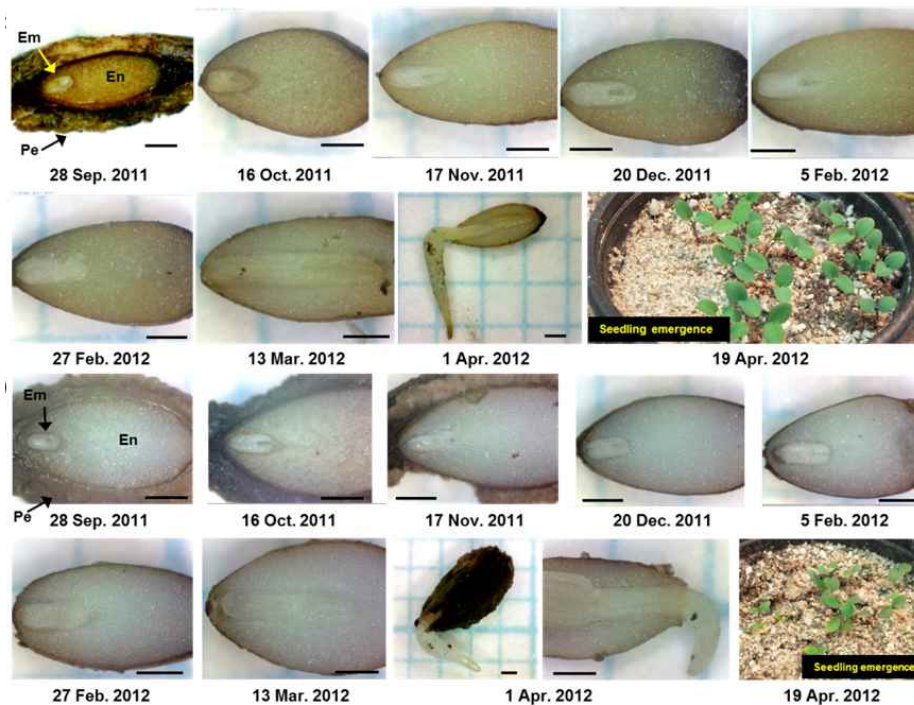 Em
En
Pe
28 Sep. 2011
16 Oct. 2011
17 Nov. 2011
20 Dec. 2011
5 Feb. 2012
Seedling emergence
27 Feb. 2012
13 Mar. 2012
1 Apr. 2012
19 Apr. 2012
Em
En
Pe
28 Sep. 2011
16 Oct. 2011
17 Nov. 2011
20 Dec. 2011
5 Feb. 2012
Seedling emergence
27 Feb. 2012
13 Mar. 2012
1 Apr. 2012
19 Apr. 2012